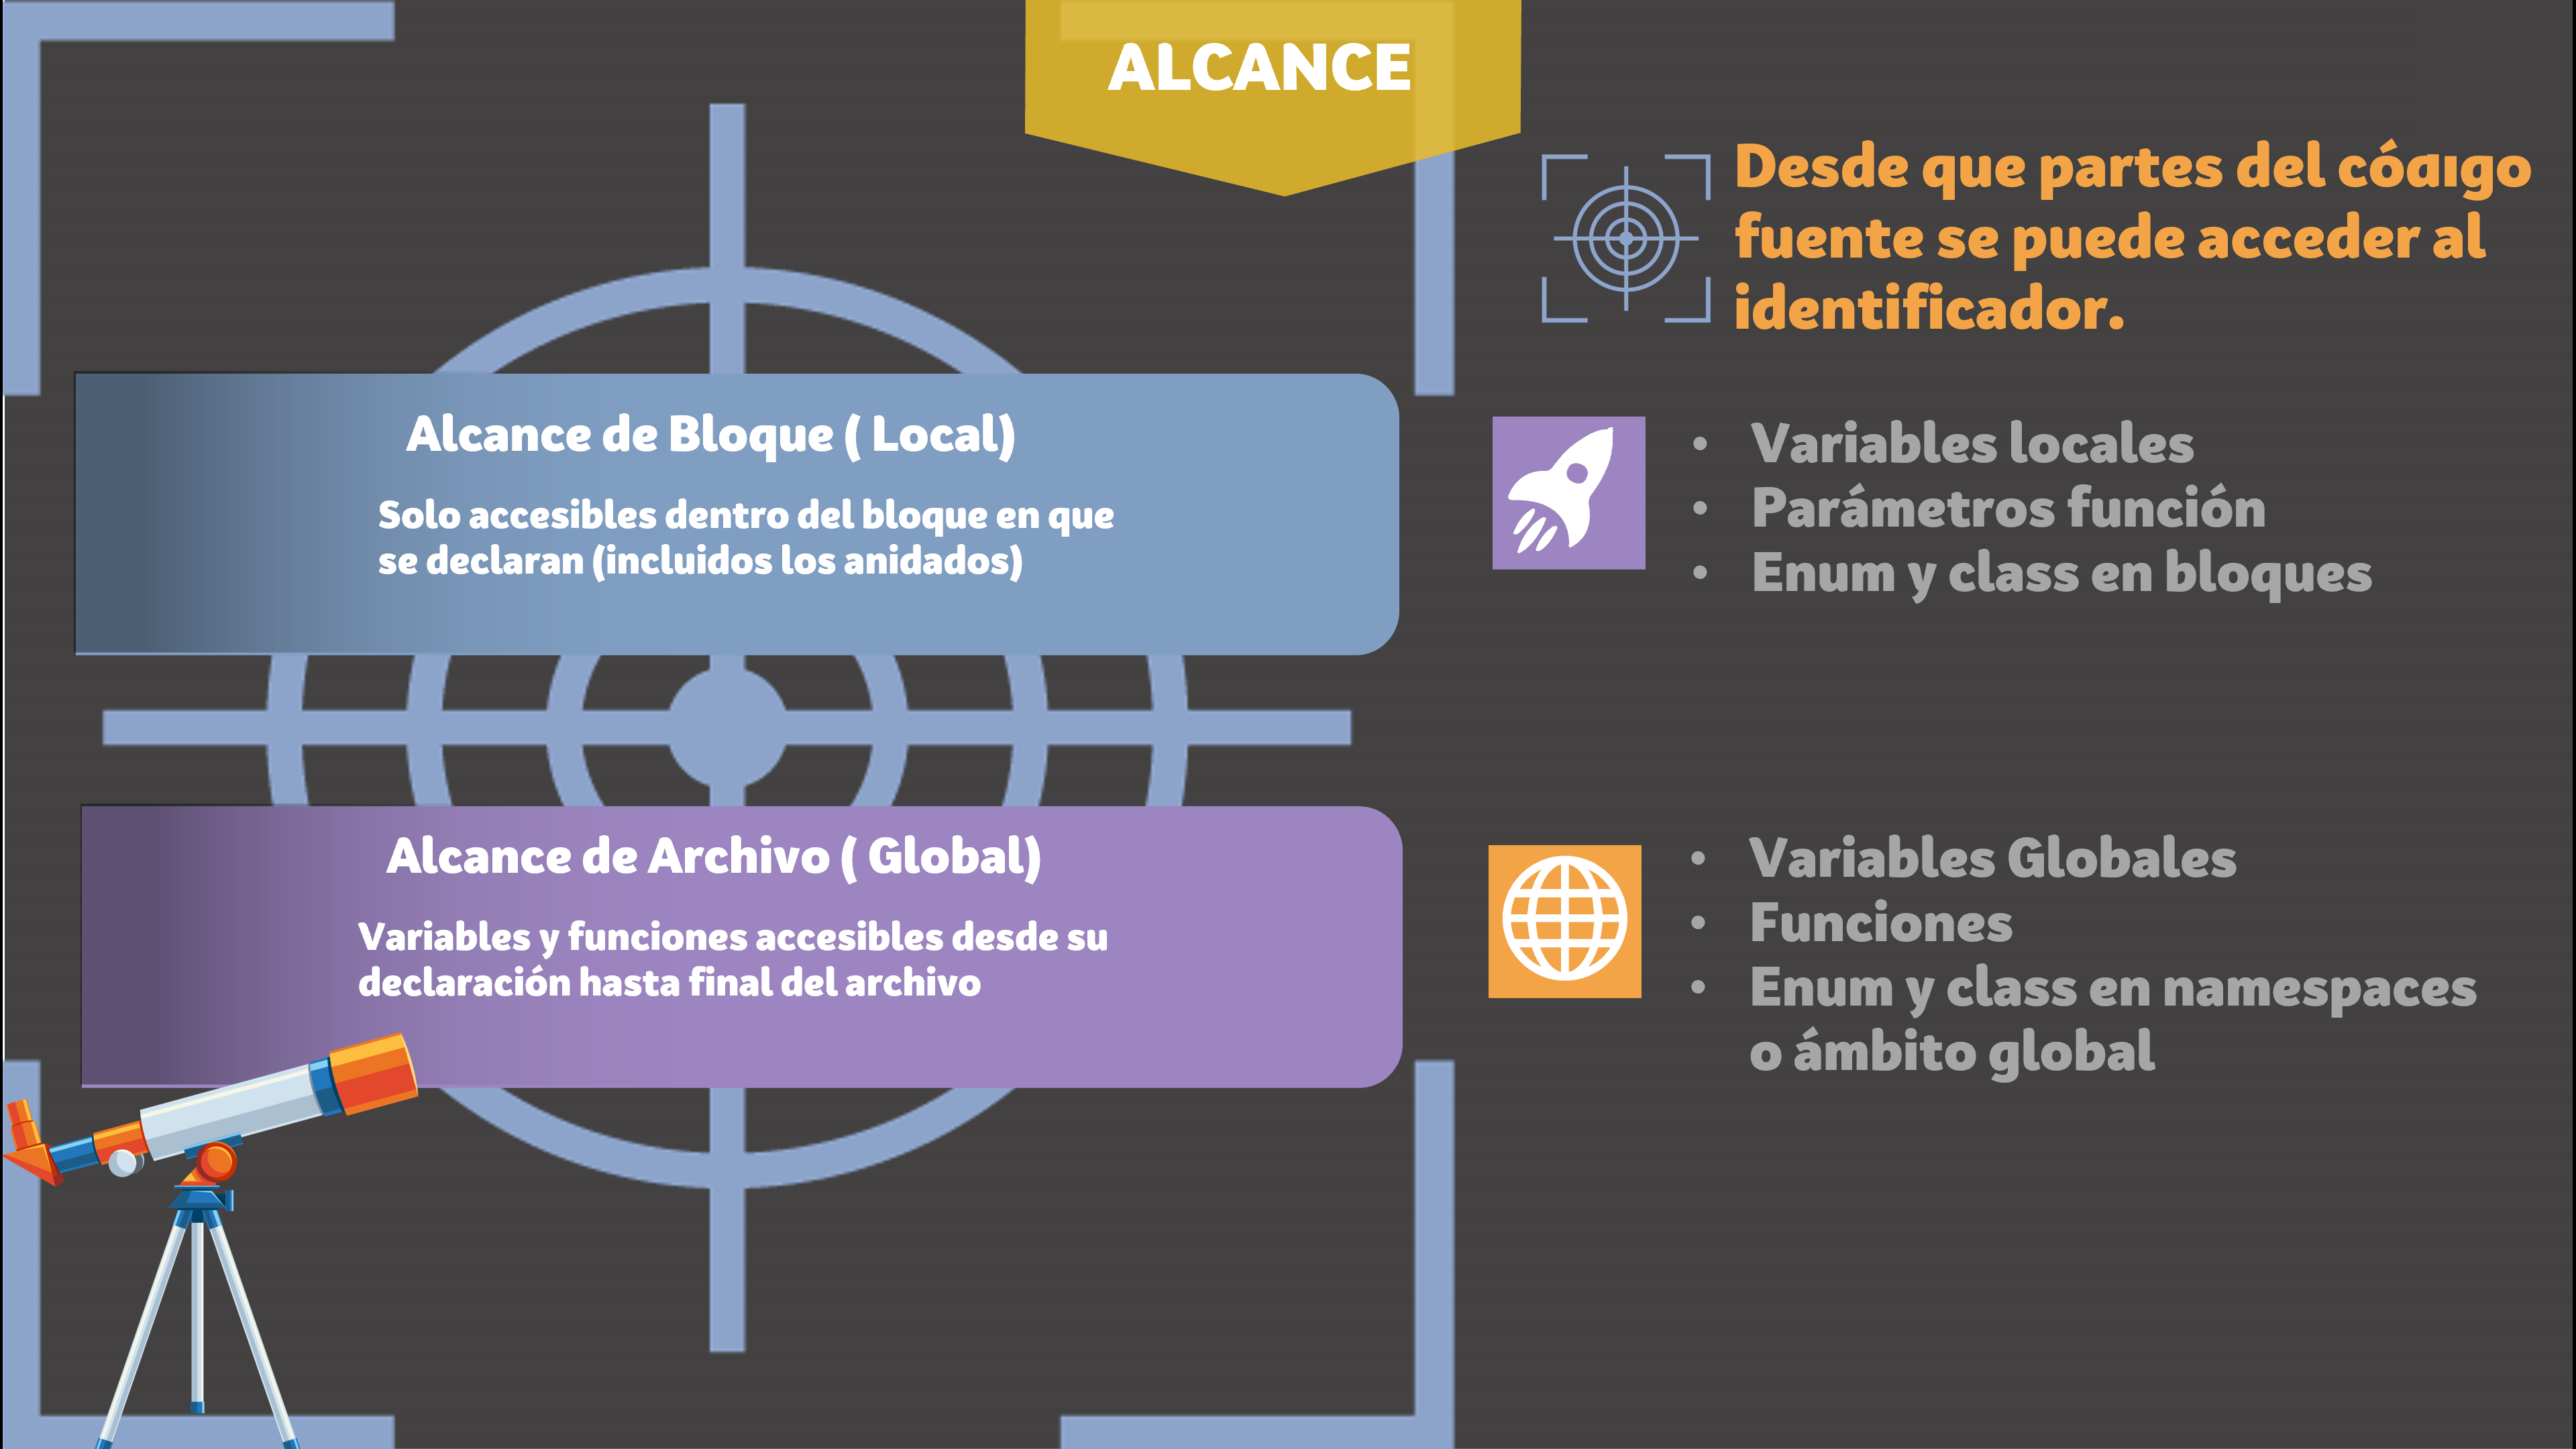 ALCANCE
Desde que partes del código
fuente se puede acceder al
identificador.
Alcance de Bloque ( Local)
Solo accesibles dentro del bloque en que
se declaran (incluidos los anidados)
• Variables locales
• Parámetros función
• Enum y class en bloques
Alcance de Archivo ( Global)
Variables y funciones accesibles desde su
declaración hasta final del archivo
• Variables Globales
• Funciones
• Enum y class en namespaces
o ámbito global